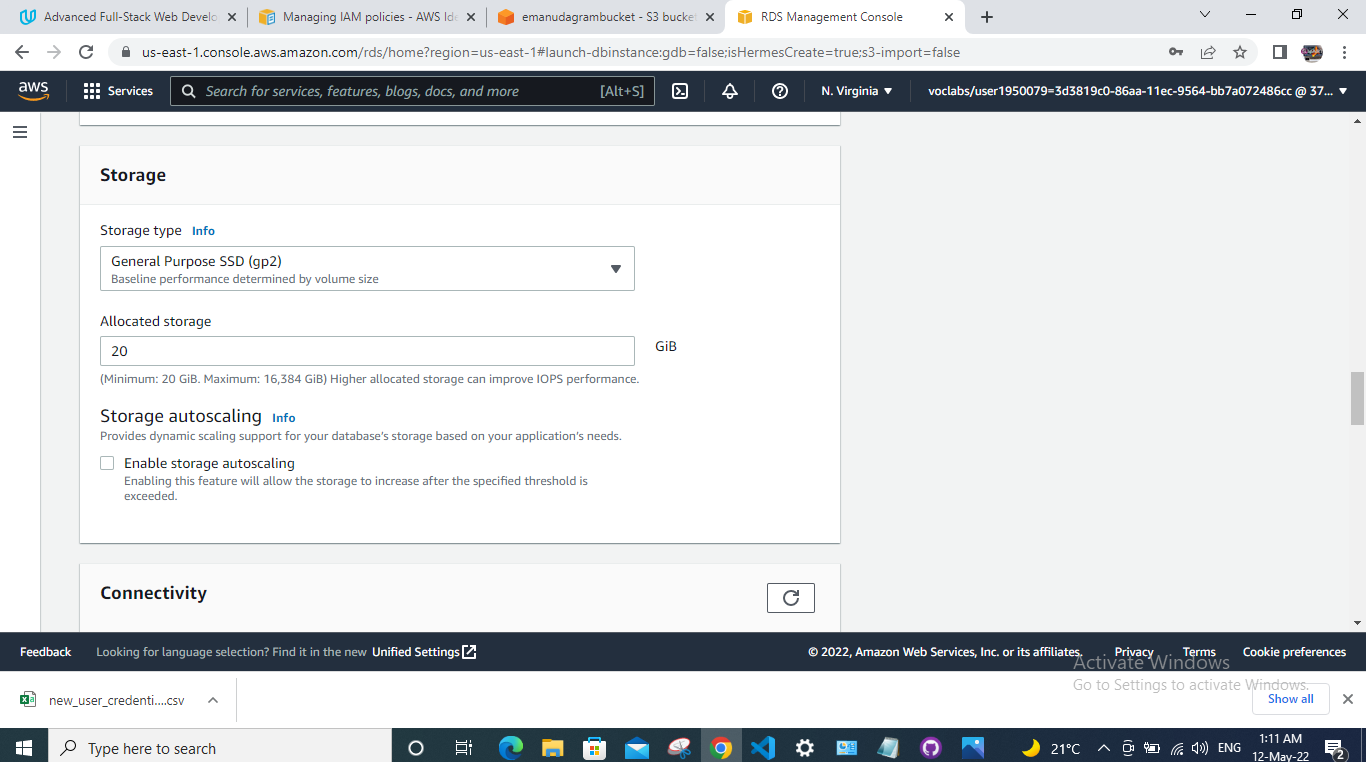 Advanced Full-Stack Web Develo
Managing IAM policies - AWS Ide
emanudagrambucket - S3 bucket
RDS Management Console
us-east-1.console.aws.amazon.com/rds/home?region=us-east-1#launch-dbinstance:gdb=false;isHermesCreate=true;s3-import=false
aws
Services
Search for services, features, blogs, docs, and more
[Alt+S]
N. Virginia
voclabs/user1950079=3d3819c0-86aa-11ec-9564-bb7a072486cc @ 37...
Storage
Storage type Info
General Purpose SSD (gp2)
Baseline performance determined by volume size
Allocated storage
20
GiB
(Minimum: 20 GiB. Maximum: 16,384 GiB) Higher allocated storage can improve IOPS performance.
Storage autoscaling Info
Provides dynamic scaling support for your database's storage based on your application's needs.
Enable storage autoscaling
Enabling this feature will allow the storage to increase after the specified threshold is
exceeded.
Connectivity
Feedback
Looking for language selection? Find it in the new Unified Settings
© 2022, Amazon Web Services, Inc. or its affiliates.
Privacy
Terms
Cookie preferences
Activate Windows
Go to Settings to activate Windows.
new_user_credenti....csv
Show all
Type here to search
21°C
ENG
1:11 AM
12-May-22
2